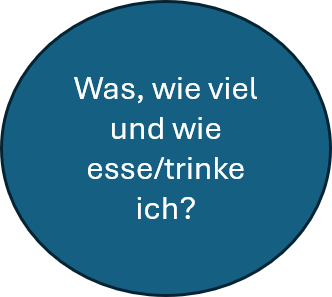 Was, wie viel
und wie
esse/trinke
ich?